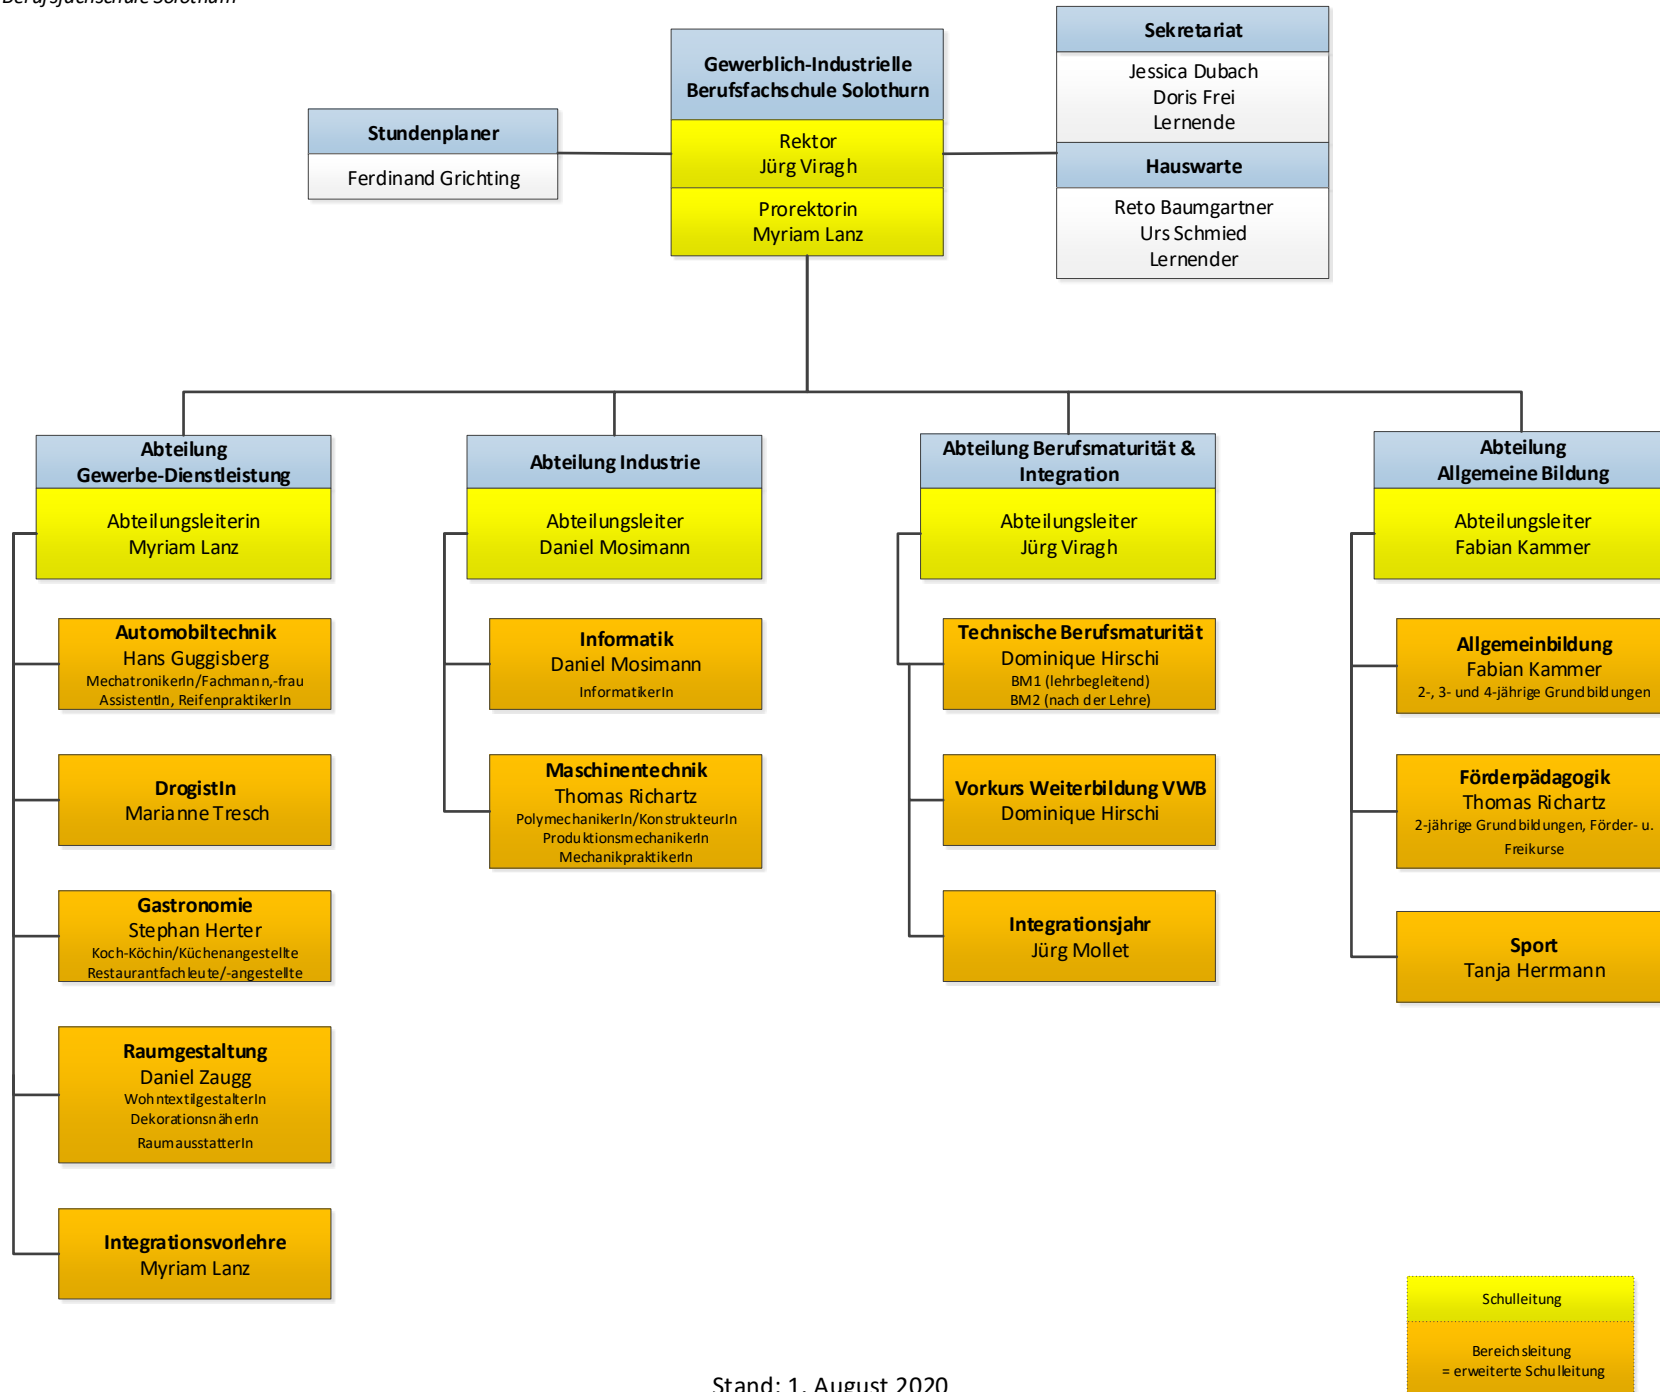 Berufsfachschule Solothurn
Gewerblich-Industrielle
Berufsfachschule Solothurn
Rektor
Jürg Viragh
Prorektorin
Myriam Lanz
Stundenplaner
Ferdinand Grichting
Sekretariat
Jessica Dubach
Doris Frei
Lernende
Hauswarte
Reto Baumgartner
Urs Schmied
Lernender
Abteilung
Gewerbe-Dienstleistung
Abteilungsleiterin
Myriam Lanz
Automobiltechnik
Hans Guggisberg
MechatronikerIn/Fachmann,-frau
AssistentIn, ReifenpraktikerIn
DrogistIn
Marianne Tresch
Gastronomie
Stephan Herter
Koch-Köchin/Küchenangestellte
Restaurantfachleute/-angestellte
Raumgestaltung
Daniel Zaugg
WohntextilgestalterIn
DekorationsnäherIn
RaumausstatterIn
Integrationsvorlehre
Myriam Lanz
Abteilung Industrie
Abteilungsleiter
Daniel Mosimann
Informatik
Daniel Mosimann
InformatikerIn
Maschinentechnik
Thomas Richartz
PolymechanikerIn/KonstrukteurIn
ProduktionsmechanikerIn
MechanikpraktikerIn
Abteilung Berufsmaturität &
Integration
Abteilungsleiter
Jürg Viragh
Technische Berufsmaturität
Dominique Hirschi
BM1 (lehrbegleitend)
BM2 (nach der Lehre)
Vorkurs Weiterbildung VWB
Dominique Hirschi
Integrationsjahr
Jürg Mollet
Abteilung
Allgemeine Bildung
Abteilungsleiter
Fabian Kammer
Allgemeinbildung
Fabian Kammer
2-, 3- und 4-jährige Grundbildungen
Förderpädagogik
Thomas Richartz
2-jährige Grundbildungen, Förder- u.
Freikurse
Sport
Tanja Herrmann
Schulleitung
Bereichsleitung
= erweiterte Schulleitung
Stand: 1. August 2020